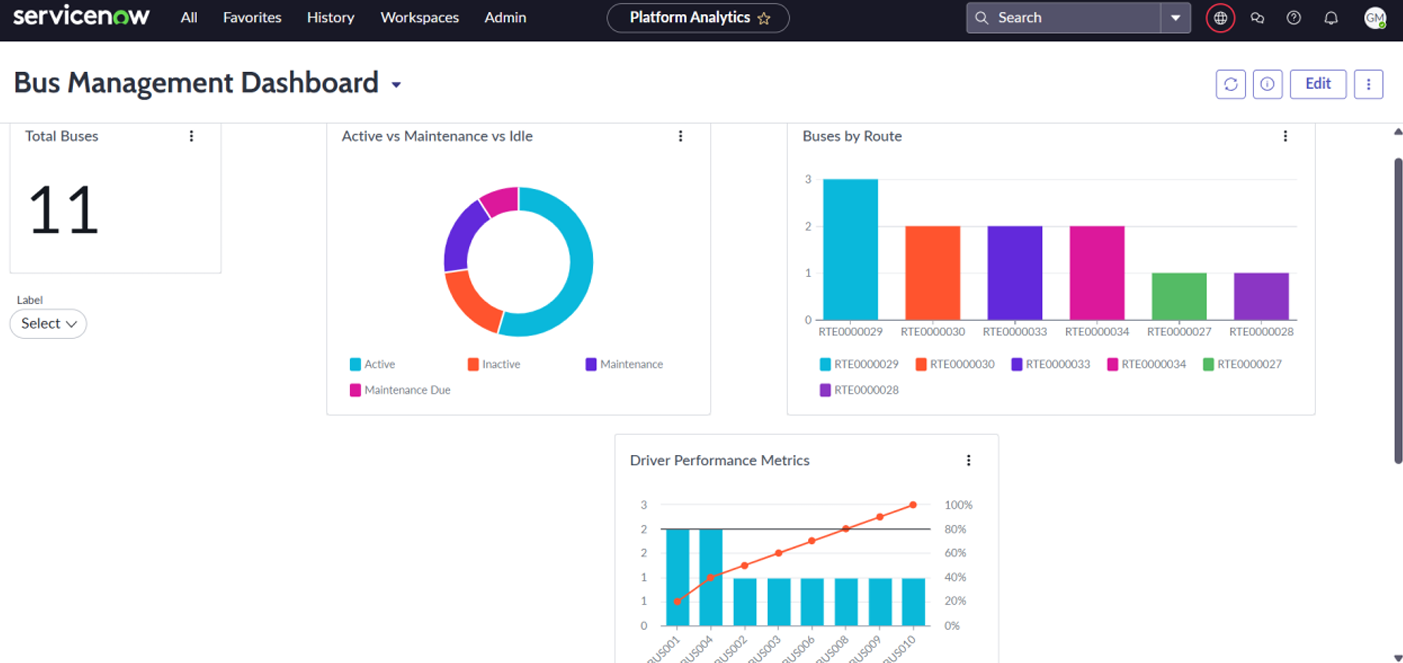 servicenow All Favorites History Workspaces Admin Platform Analytics Search GM
Bus Management Dashboard Edit
Total Buses
11
Label
Select
Active vs Maintenance vs Idle
Active Inactive Maintenance
Maintenance Due
Buses by Route
3
2
1
0
RTE0000029 RTE0000030 RTE0000033 RTE0000034 RTE0000027 RTE0000028
RTE0000029 RTE0000030 RTE0000033 RTE0000034 RTE0000027
RTE0000028
Driver Performance Metrics
3 100%
2 80%
2 60%
1 40%
1 20%
0 0%
BUS001 BUS004 BUS002 BUS003 BUS006 BUS008 BUS009 BUS010